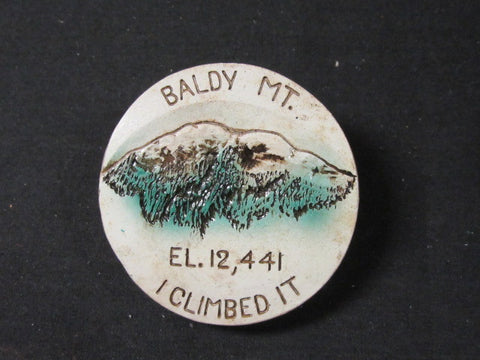 BALDY MT.
EL. 12,441
I CLIMBED IT